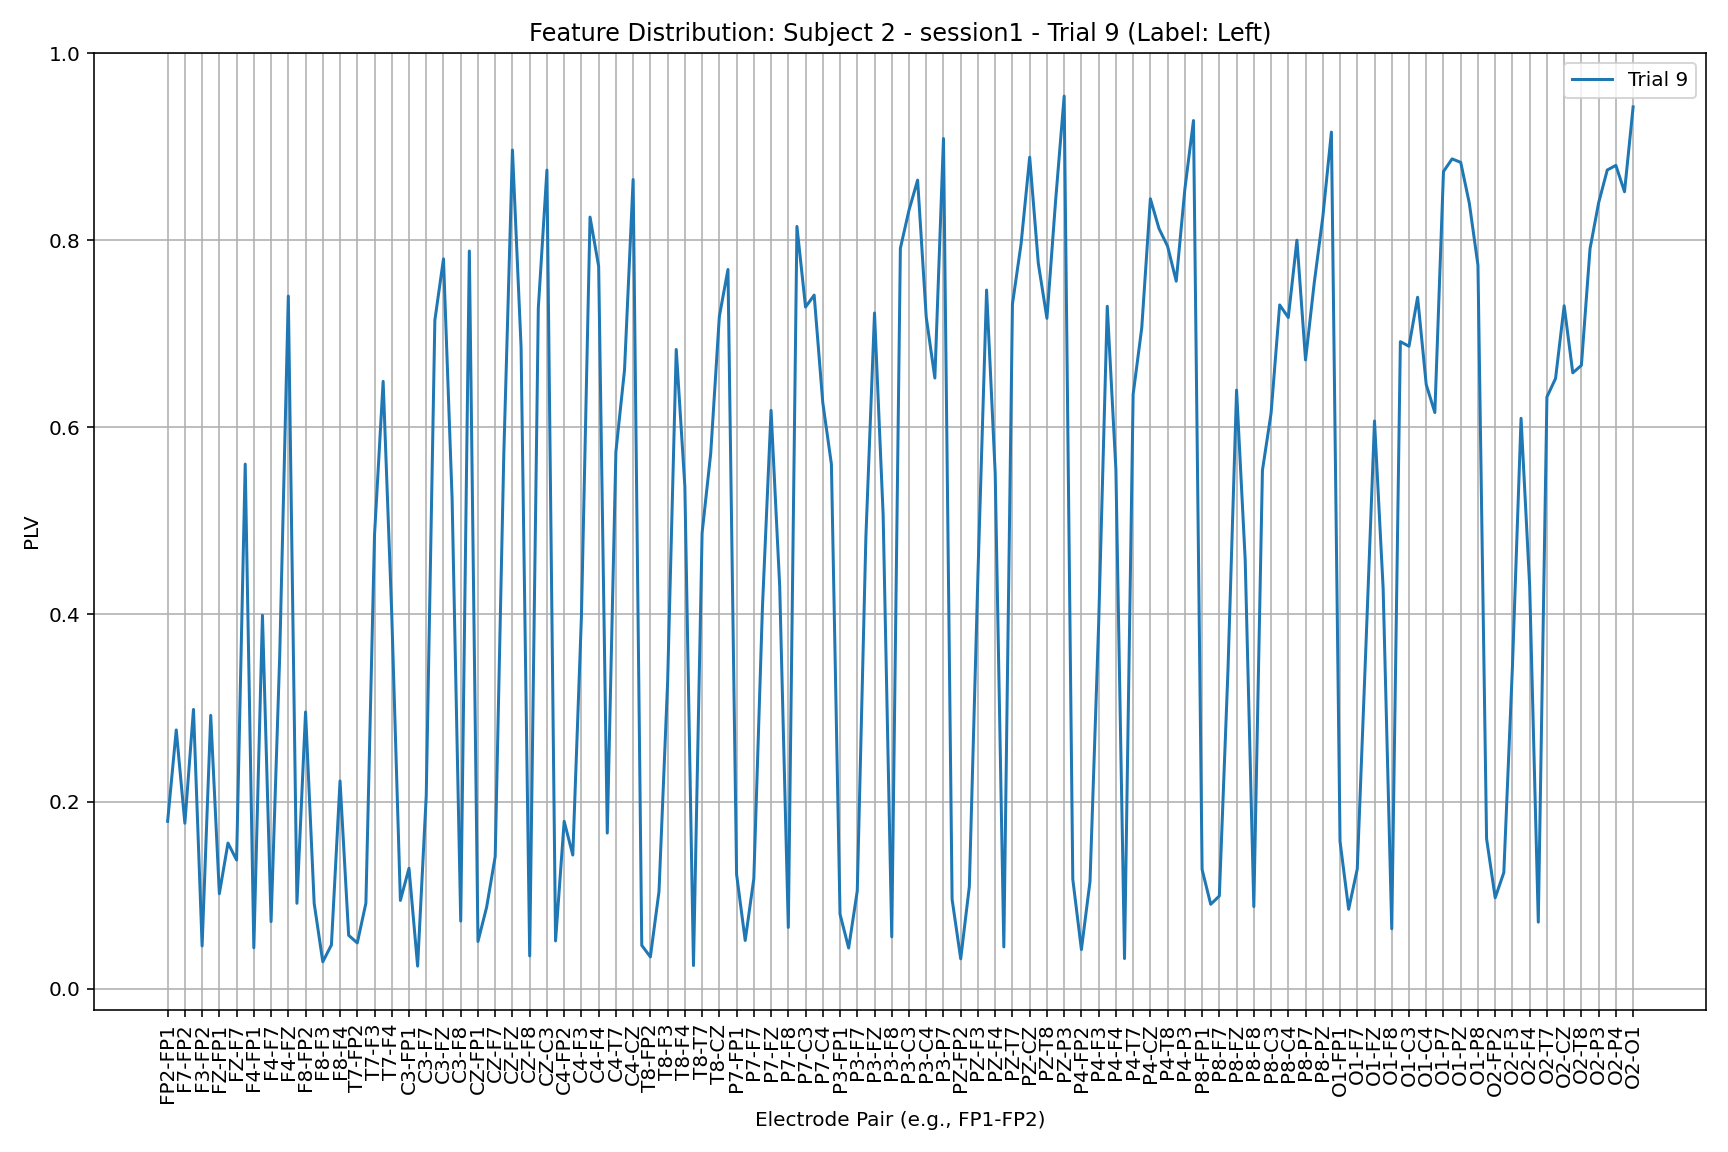 Feature Distribution: Subject 2 - session1 - Trial 9 (Label: Left)
Trial 9
1.0
0.8
0.6
0.4
0.2
0.0
PLV
FP2-FP1
F7-FP2
F3-FP2
FZ-FP1
FZ-F7
F4-FP1
F4-F7
F4-FZ
F8-FP2
F8-F3
F8-F4
T7-FP2
T7-F3
T7-F4
C3-FP1
C3-F7
C3-FZ
C3-F8
CZ-FP1
CZ-F7
CZ-FZ
CZ-F8
CZ-C3
C4-FP2
C4-F3
C4-F4
C4-T7
C4-CZ
T8-FP2
T8-F3
T8-F4
T8-T7
T8-CZ
P7-FP1
P7-F7
P7-FZ
P7-F8
P7-C3
P7-C4
P3-FP1
P3-F7
P3-FZ
P3-F8
P3-C3
P3-C4
P3-P7
PZ-FP2
PZ-F3
PZ-F4
PZ-T7
PZ-CZ
PZ-T8
PZ-P3
P4-FP2
P4-F3
P4-F4
P4-T7
P4-CZ
P4-T8
P4-P3
P8-FP1
P8-F7
P8-FZ
P8-F8
P8-C3
P8-C4
P8-P7
P8-PZ
O1-FP1
O1-F7
O1-FZ
O1-F8
O1-C3
O1-C4
O1-P7
O1-PZ
O1-P8
O2-FP2
O2-F3
O2-F4
O2-T7
O2-CZ
O2-T8
O2-P3
O2-P4
O2-O1
Electrode Pair (e.g., FP1-FP2)